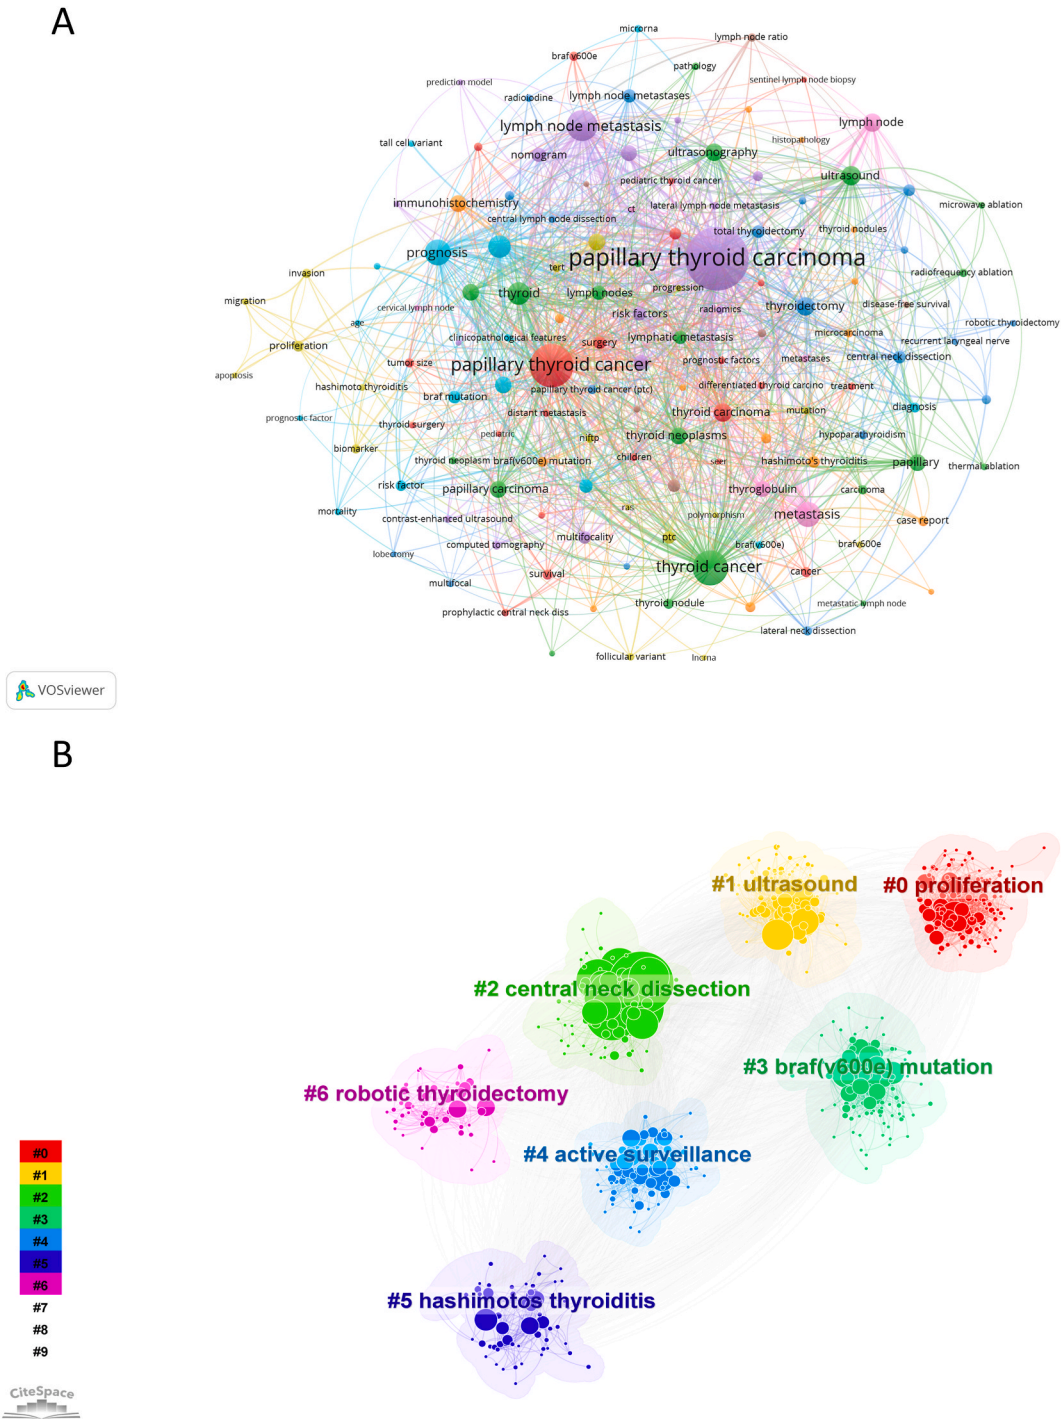 A
microrna
lymph node ratio
brafv600e
pathology
prediction model
sentinel lymph node biopsy
radioiodine
lymph node metastases
lymph node metastasis
lymph node
tall cell variant
histopathology
nomogram
ultrasonography
pediatric thyroid cancer
ultrasound
immunohistochemistry
ct
lateral lymph node metastasis
microwave ablation
central lymph node dissection
total thyroidectomy
thyroid nodules
prognosis
papillary thyroid carcinoma
invasion
tert
radiofrequency ablation
migration
thyroid
lymph nodes
progression
cervical lymph node
risk factors
radiomics
thyroidectomy
disease-free survival
age
robotic thyroidectomy
proliferation
clinicopathological features
surgery
lymphatic metastasis
microcarcinoma
recurrent laryngeal nerve
tumor size
papillary thyroid cancer
prognostic factors
metastases
central neck dissection
apoptosis
hashimoto thyroiditis
braf mutation
papillary thyroid cancer (ptc)
differentiated thyroid carcino
treatment
prognostic factor
thyroid surgery
distant metastasis
thyroid carcinoma
mutation
diagnosis
pediatric
niftp
thyroid neoplasms
hypoparathyroidism
biomarker
thyroid neoplasm
braf(v600e) mutation
children
seer
hashimoto's thyroiditis
papillary
thermal ablation
risk factor
papillary carcinoma
thyroglobulin
carcinoma
mortality
contrast-enhanced ultrasound
ras
polymorphism
metastasis
case report
lobectomy
computed tomography
multifocality
ptc
braf(v600e)
brafv600e
multifocal
survival
thyroid cancer
cancer
prophylactic central neck diss
thyroid nodule
metastatic lymph node
lateral neck dissection
follicular variant
lncrna
VOSviewer
B
#1 ultrasound
#0 proliferation
#2 central neck dissection
#3 braf(v600e) mutation
#6 robotic thyroidectomy
#4 active surveillance
#5 hashimotos thyroiditis
#0
#1
#2
#3
#4
#5
#6
#7
#8
#9
CiteSpace